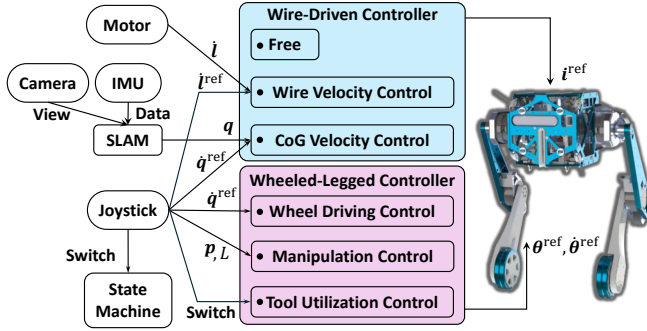 Motor
Camera
IMU
View
Data
SLAM
Joystick
Switch
State
Machine
l̇
l̇ʳᵉᶠ
q
q̇ʳᵉᶠ
q̇ʳᵉᶠ
p, L
Switch
Wire-Driven Controller
• Free
• Wire Velocity Control
• CoG Velocity Control
Wheeled-Legged Controller
• Wheel Driving Control
• Manipulation Control
• Tool Utilization Control
iʳᵉᶠ
θʳᵉᶠ, θ̇ʳᵉᶠ